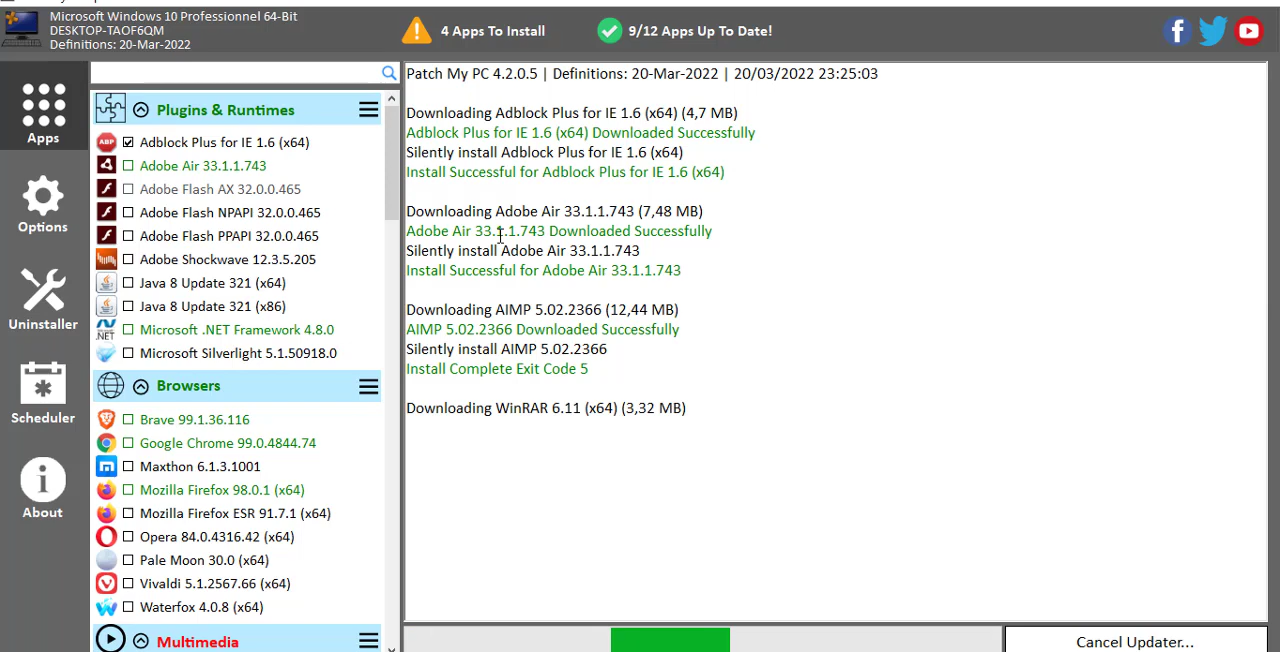 Microsoft Windows 10 Professionnel 64-Bit
DESKTOP-TAOF6QM
Definitions: 20-Mar-2022
4 Apps To Install
9/12 Apps Up To Date!
Apps
Options
Uninstaller
Scheduler
About
Plugins & Runtimes
ABP
Adblock Plus for IE 1.6 (x64)
Adobe Air 33.1.1.743
Adobe Flash AX 32.0.0.465
Adobe Flash NPAPI 32.0.0.465
Adobe Flash PPAPI 32.0.0.465
Adobe Shockwave 12.3.5.205
Java 8 Update 321 (x64)
Java 8 Update 321 (x86)
.NET
Microsoft .NET Framework 4.8.0
Microsoft Silverlight 5.1.50918.0
Browsers
Brave 99.1.36.116
Google Chrome 99.0.4844.74
Maxthon 6.1.3.1001
Mozilla Firefox 98.0.1 (x64)
Mozilla Firefox ESR 91.7.1 (x64)
Opera 84.0.4316.42 (x64)
Pale Moon 30.0 (x64)
Vivaldi 5.1.2567.66 (x64)
Waterfox 4.0.8 (x64)
Multimedia
Patch My PC 4.2.0.5 | Definitions: 20-Mar-2022 | 20/03/2022 23:25:03
Downloading Adblock Plus for IE 1.6 (x64) (4,7 MB)
Adblock Plus for IE 1.6 (x64) Downloaded Successfully
Silently install Adblock Plus for IE 1.6 (x64)
Install Successful for Adblock Plus for IE 1.6 (x64)
Downloading Adobe Air 33.1.1.743 (7,48 MB)
Adobe Air 33.1.1.743 Downloaded Successfully
Silently install Adobe Air 33.1.1.743
Install Successful for Adobe Air 33.1.1.743
Downloading AIMP 5.02.2366 (12,44 MB)
AIMP 5.02.2366 Downloaded Successfully
Silently install AIMP 5.02.2366
Install Complete Exit Code 5
Downloading WinRAR 6.11 (x64) (3,32 MB)
Cancel Updater...